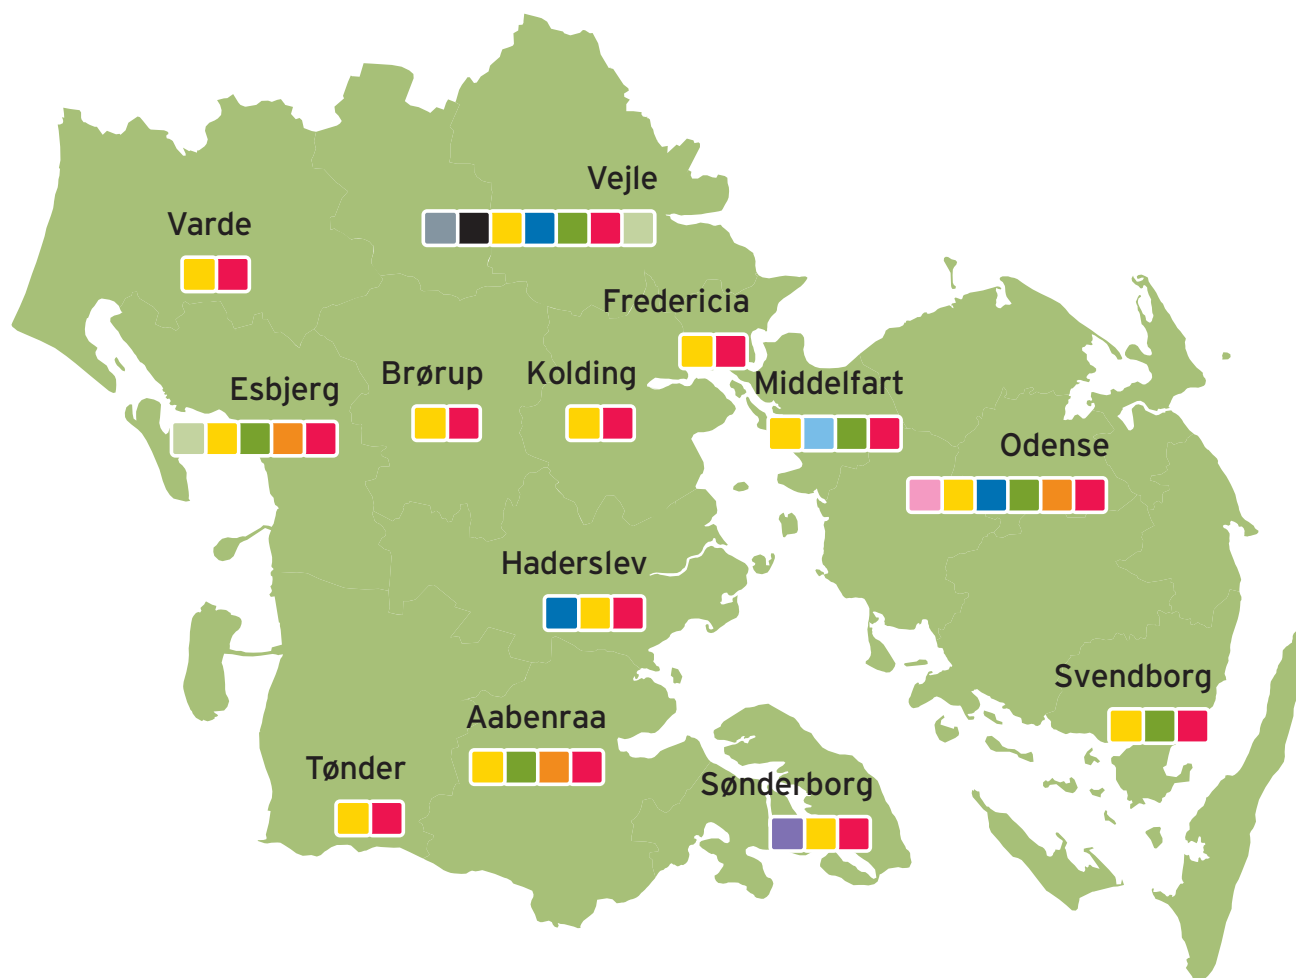 Vejle
Varde
Fredericia
Brørup
Kolding
Middelfart
Esbjerg
Odense
Haderslev
Svendborg
Aabenraa
Tønder
Sønderborg